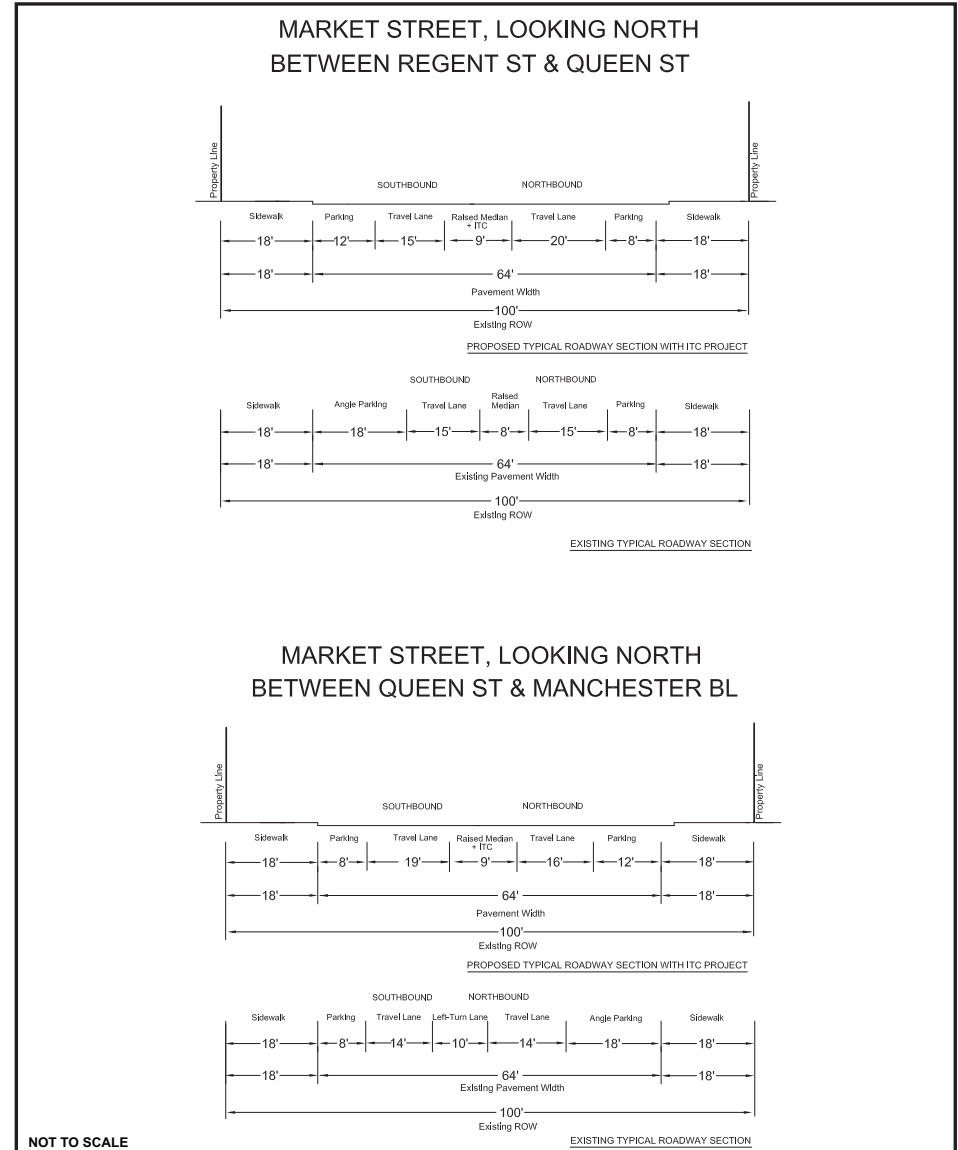 MARKET STREET, LOOKING NORTH
BETWEEN REGENT ST & QUEEN ST
Property Line
Property Line
SOUTHBOUND NORTHBOUND
Sidewalk Parking Travel Lane Raised Median + ITC Travel Lane Parking Sidewalk
18' 12' 15' 9' 20' 8' 18'
18' 64' 18'
Pavement Width
100'
Existing ROW
PROPOSED TYPICAL ROADWAY SECTION WITH ITC PROJECT
SOUTHBOUND NORTHBOUND
Sidewalk Angle Parking Travel Lane Raised Median Travel Lane Parking Sidewalk
18' 18' 15' 8' 15' 8' 18'
18' 64' 18'
Existing Pavement Width
100'
Existing ROW
EXISTING TYPICAL ROADWAY SECTION
MARKET STREET, LOOKING NORTH
BETWEEN QUEEN ST & MANCHESTER BL
Property Line
Property Line
SOUTHBOUND NORTHBOUND
Sidewalk Parking Travel Lane Raised Median + ITC Travel Lane Parking Sidewalk
18' 8' 19' 9' 16' 12' 18'
18' 64' 18'
Pavement Width
100'
Existing ROW
PROPOSED TYPICAL ROADWAY SECTION WITH ITC PROJECT
SOUTHBOUND NORTHBOUND
Sidewalk Parking Travel Lane Left-Turn Lane Travel Lane Angle Parking Sidewalk
18' 8' 14' 10' 14' 18' 18'
18' 64' 18'
Existing Pavement Width
100'
Existing ROW
NOT TO SCALE
EXISTING TYPICAL ROADWAY SECTION